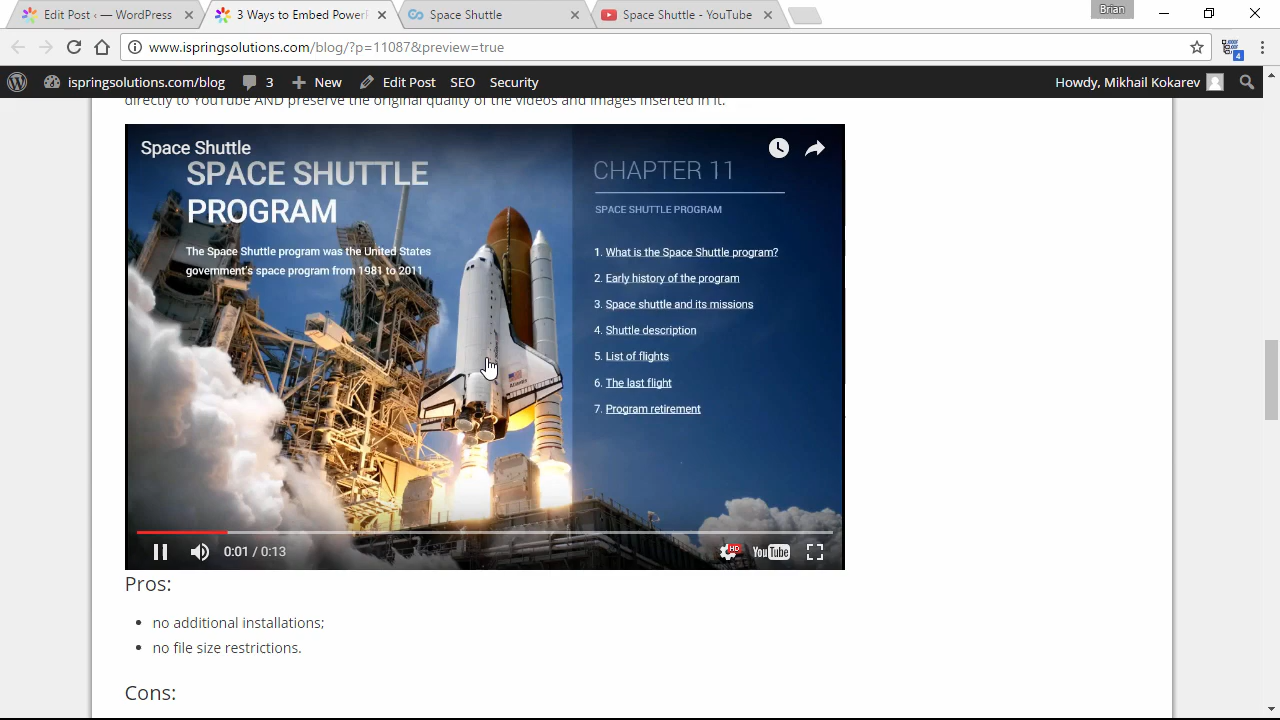 Edit Post ‹ — WordPress
3 Ways to Embed PowerP
Space Shuttle
Space Shuttle - YouTube
Brian
www.ispringsolutions.com/blog/?p=11087&preview=true
4
ispringsolutions.com/blog
3
New
Edit Post
SEO
Security
Howdy, Mikhail Kokarev
directly to YouTube AND preserve the original quality of the videos and images inserted in it.
Space Shuttle
SPACE SHUTTLE
PROGRAM
The Space Shuttle program was the United States
government's space program from 1981 to 2011
CHAPTER 11
SPACE SHUTTLE PROGRAM
1. What is the Space Shuttle program?
2. Early history of the program
3. Space shuttle and its missions
4. Shuttle description
5. List of flights
6. The last flight
7. Program retirement
Atlantis
0:01 / 0:13
HD
YouTube
Pros:
• no additional installations;
• no file size restrictions.
Cons: